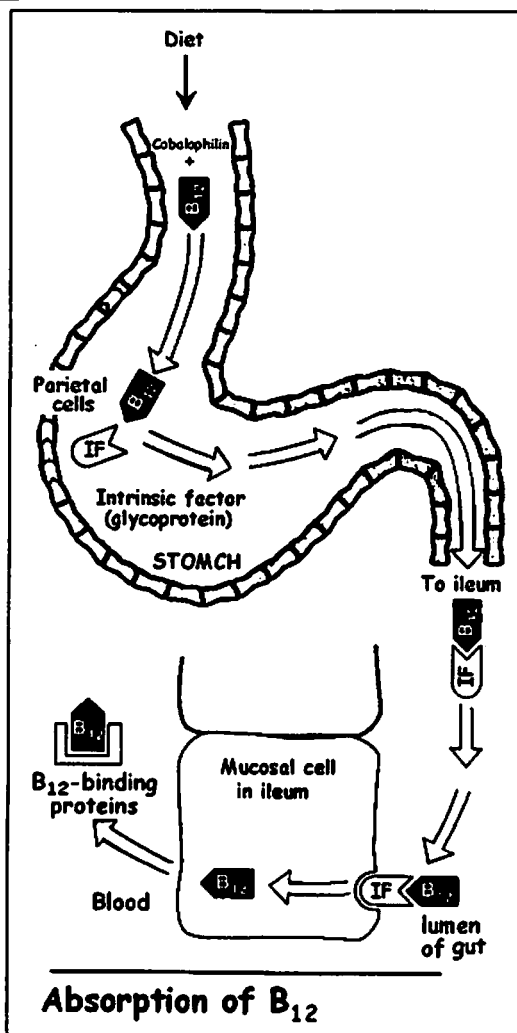 Diet
Cobalophilin
+
B12
B12
Parietal
cells
IF
Intrinsic factor
(glycoprotein)
STOMCH
To ileum
B12
IF
B12
B12-binding
proteins
Mucosal cell
in ileum
B12
IF
B12
Blood
lumen
of gut
Absorption of B12